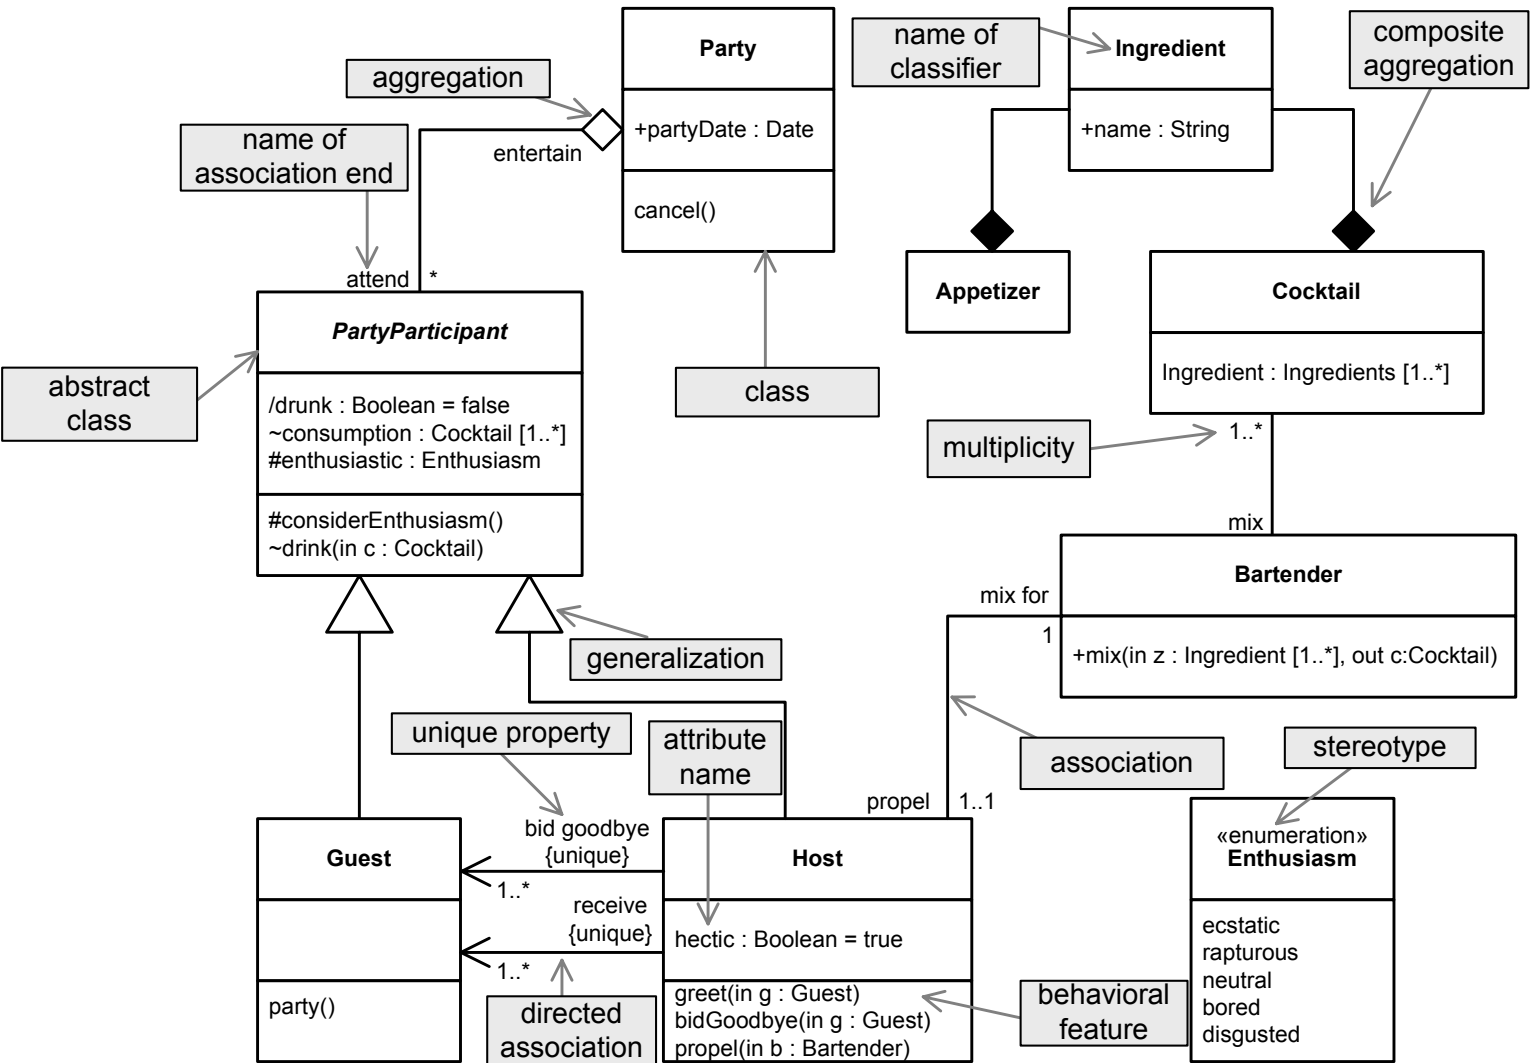 Party
+partyDate : Date
cancel()
name of
classifier
Ingredient
+name : String
composite
aggregation
aggregation
name of
association end
entertain
attend
*
PartyParticipant
/drunk : Boolean = false
~consumption : Cocktail [1..*]
#enthusiastic : Enthusiasm
#considerEnthusiasm()
~drink(in c : Cocktail)
abstract
class
class
Appetizer
Cocktail
Ingredient : Ingredients [1..*]
multiplicity
1..*
mix
Bartender
+mix(in z : Ingredient [1..*], out c:Cocktail)
mix for
1
generalization
unique property
attribute
name
association
stereotype
propel
1..1
bid goodbye
{unique}
1..*
receive
{unique}
1..*
Guest
party()
Host
hectic : Boolean = true
greet(in g : Guest)
bidGoodbye(in g : Guest)
propel(in b : Bartender)
directed
association
behavioral
feature
«enumeration»
Enthusiasm
ecstatic
rapturous
neutral
bored
disgusted